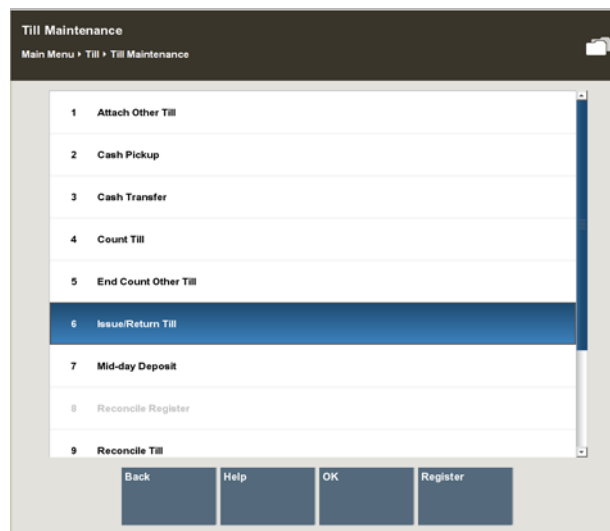 Till Maintenance
Main Menu › Till › Till Maintenance
1 Attach Other Till
2 Cash Pickup
3 Cash Transfer
4 Count Till
5 End Count Other Till
6 Issue/Return Till
7 Mid-day Deposit
8 Reconcile Register
9 Reconcile Till
Back Help OK Register